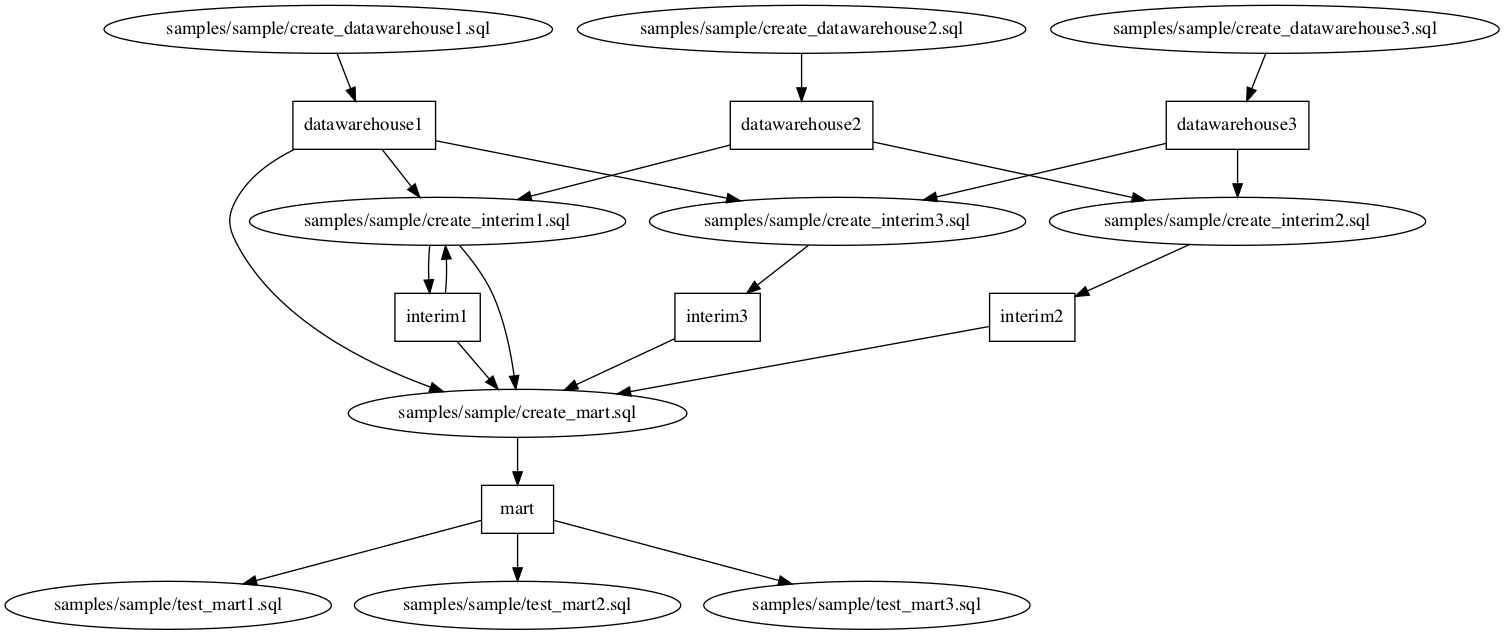 samples/sample/create_datawarehouse1.sql
samples/sample/create_datawarehouse2.sql
samples/sample/create_datawarehouse3.sql
datawarehouse1
datawarehouse2
datawarehouse3
samples/sample/create_interim1.sql
samples/sample/create_interim3.sql
samples/sample/create_interim2.sql
interim1
interim3
interim2
samples/sample/create_mart.sql
mart
samples/sample/test_mart1.sql
samples/sample/test_mart2.sql
samples/sample/test_mart3.sql